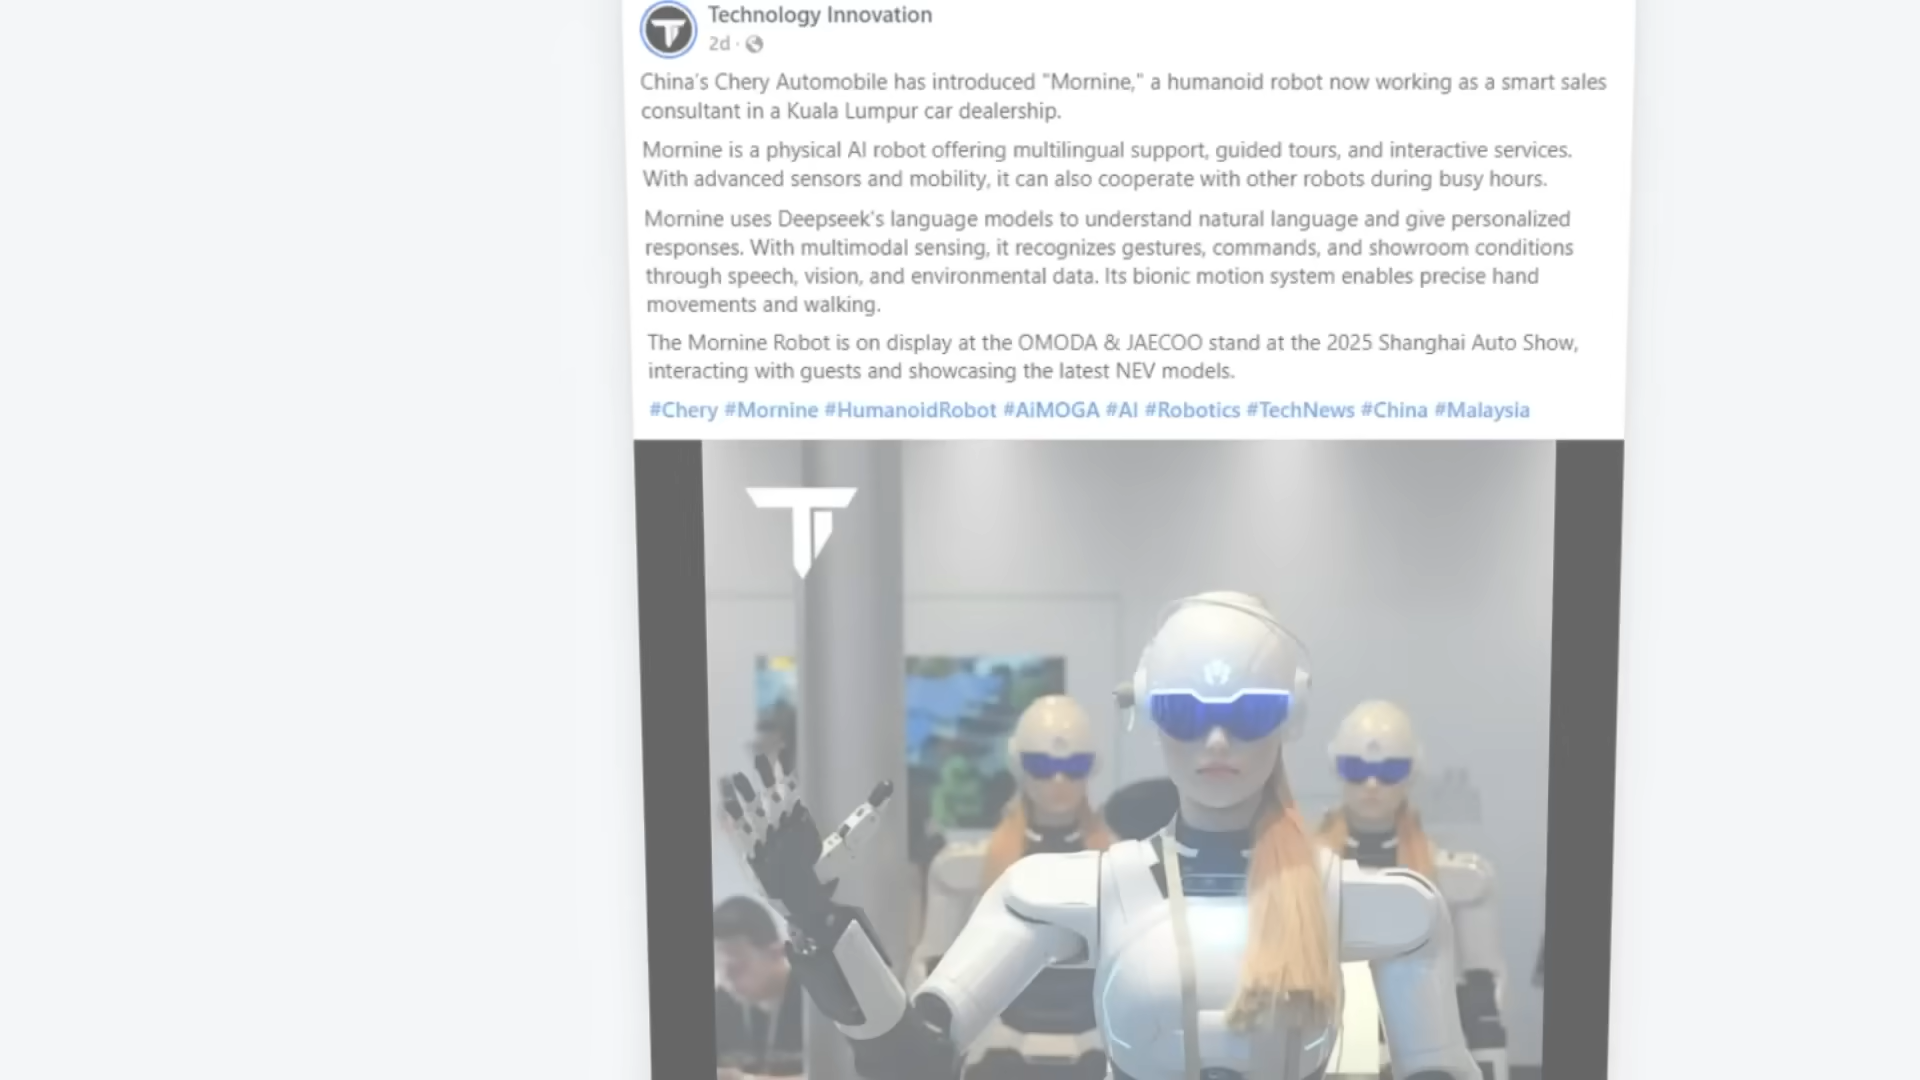 Technology Innovation
2d ·
China's Chery Automobile has introduced "Mornine," a humanoid robot now working as a smart sales
consultant in a Kuala Lumpur car dealership.
Mornine is a physical AI robot offering multilingual support, guided tours, and interactive services.
With advanced sensors and mobility, it can also cooperate with other robots during busy hours.
Mornine uses Deepseek's language models to understand natural language and give personalized
responses. With multimodal sensing, it recognizes gestures, commands, and showroom conditions
through speech, vision, and environmental data. Its bionic motion system enables precise hand
movements and walking.
The Mornine Robot is on display at the OMODA & JAECOO stand at the 2025 Shanghai Auto Show,
interacting with guests and showcasing the latest NEV models.
#Chery #Mornine #HumanoidRobot #AiMOGA #AI #Robotics #TechNews #China #Malaysia